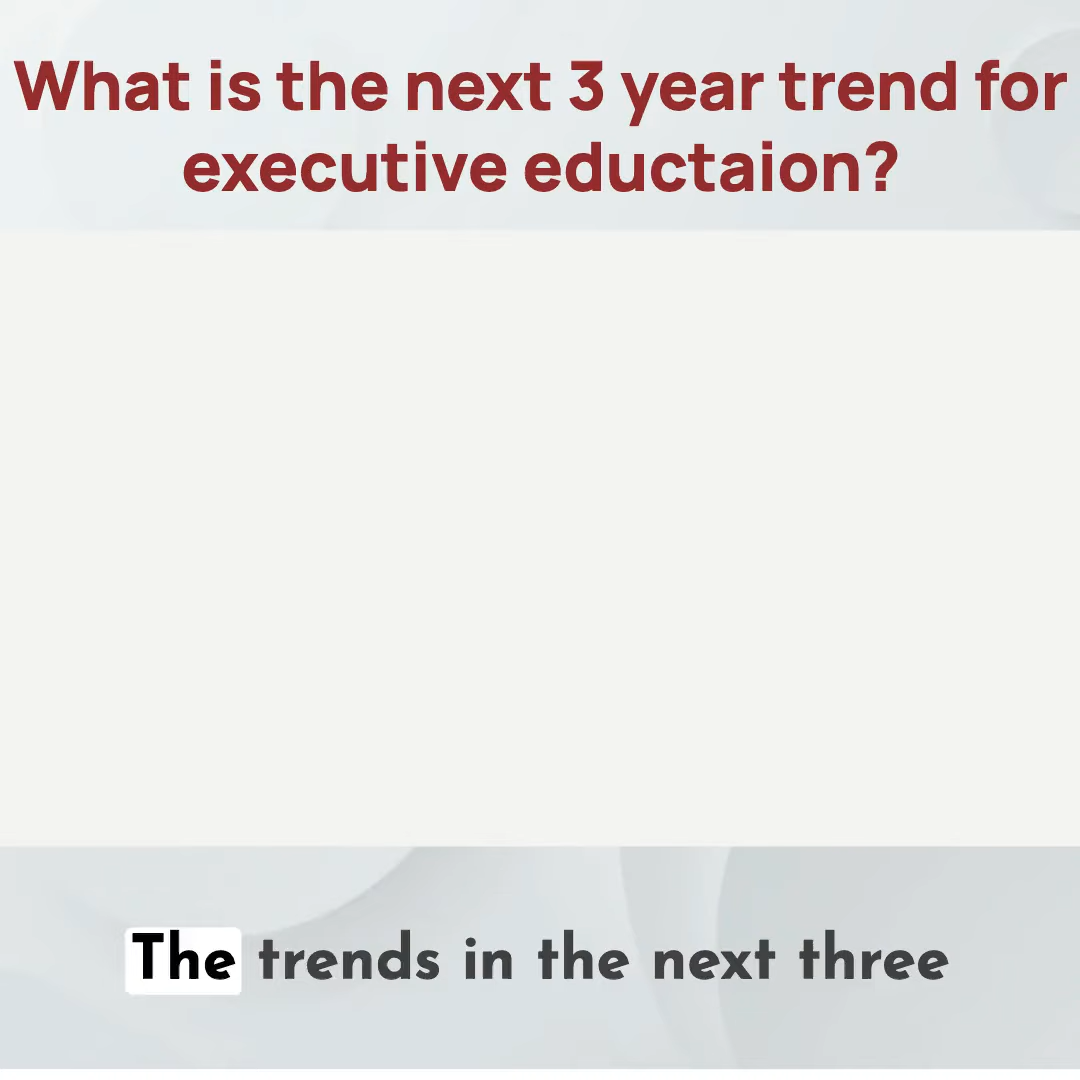 What is the next 3 year trend for
executive eductaion?
The trends in the next three